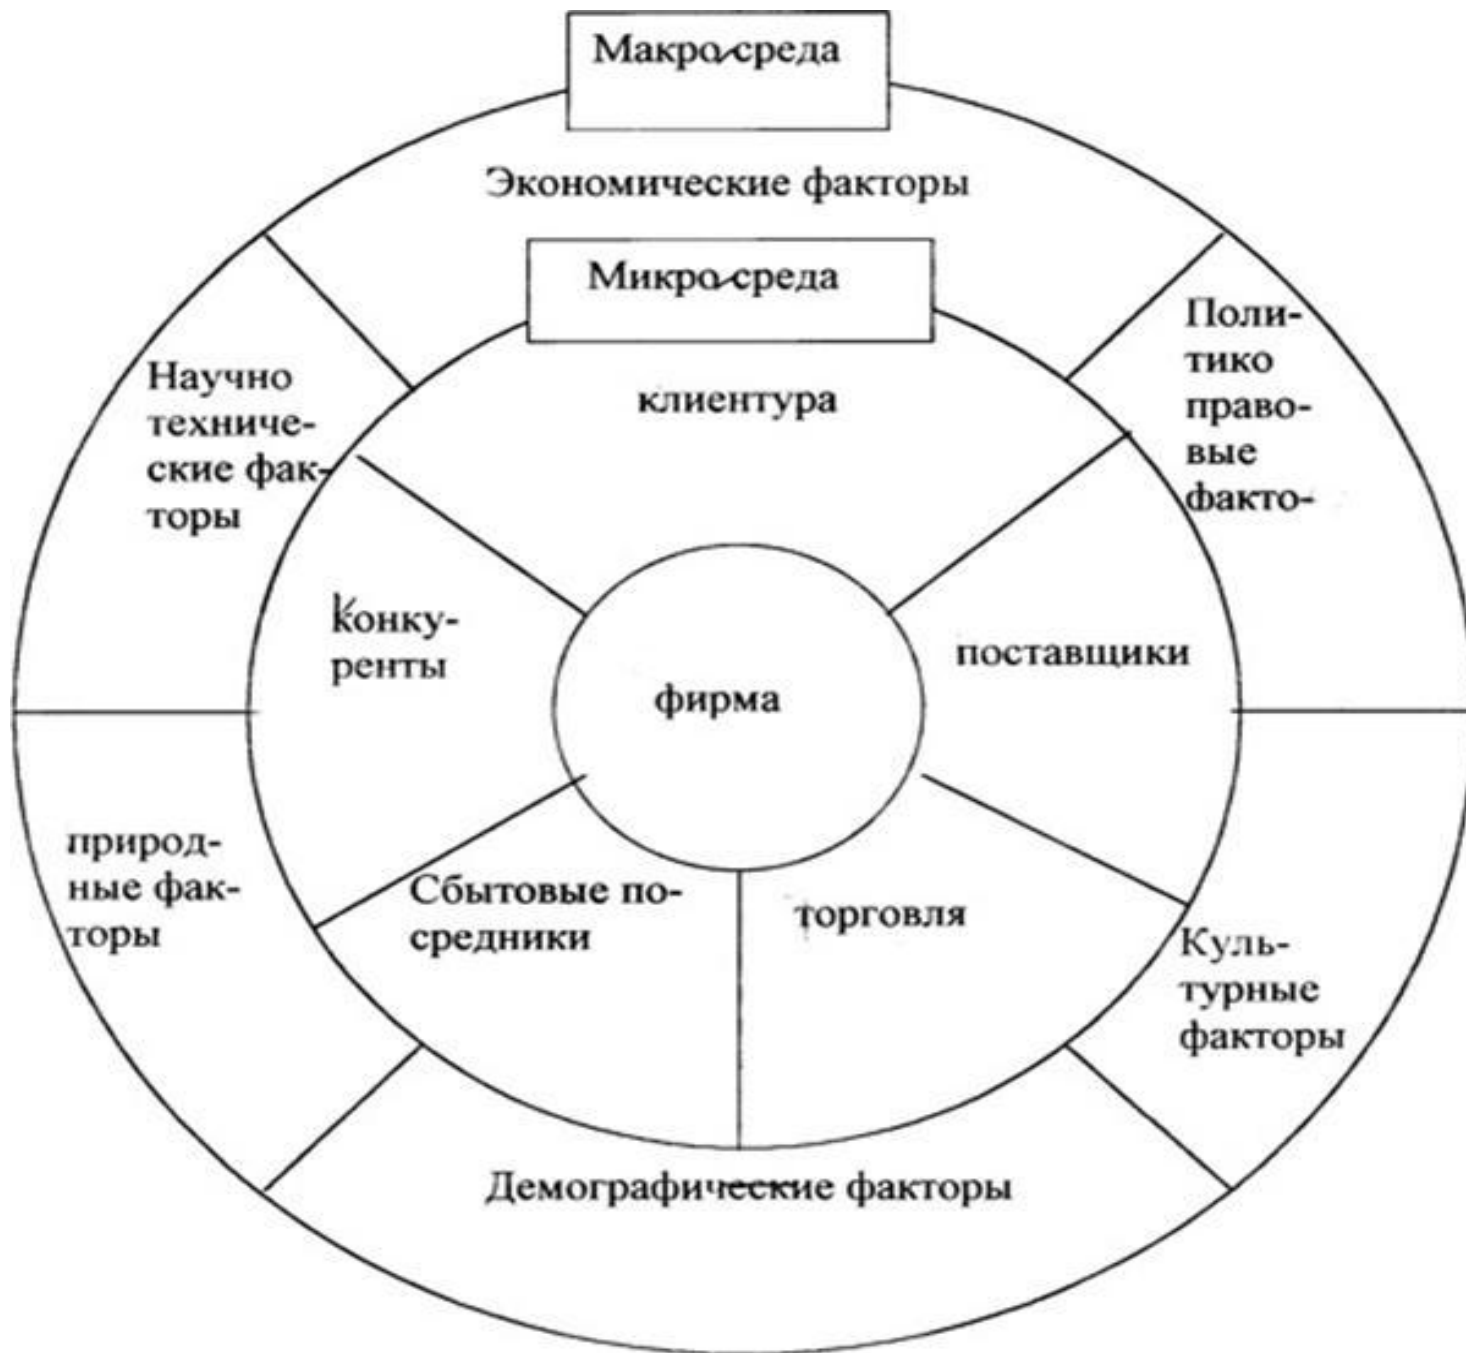 Макро-среда
Экономические факторы
Микро-среда
Поли-
тико
право-
вые
факто-
Научно
техниче-
ские фак-
торы
клиентура
Конку-
ренты
поставщики
фирма
природ-
ные фак-
торы
Сбытовые по-
средники
торговля
Куль-
турные
факторы
Демографические факторы